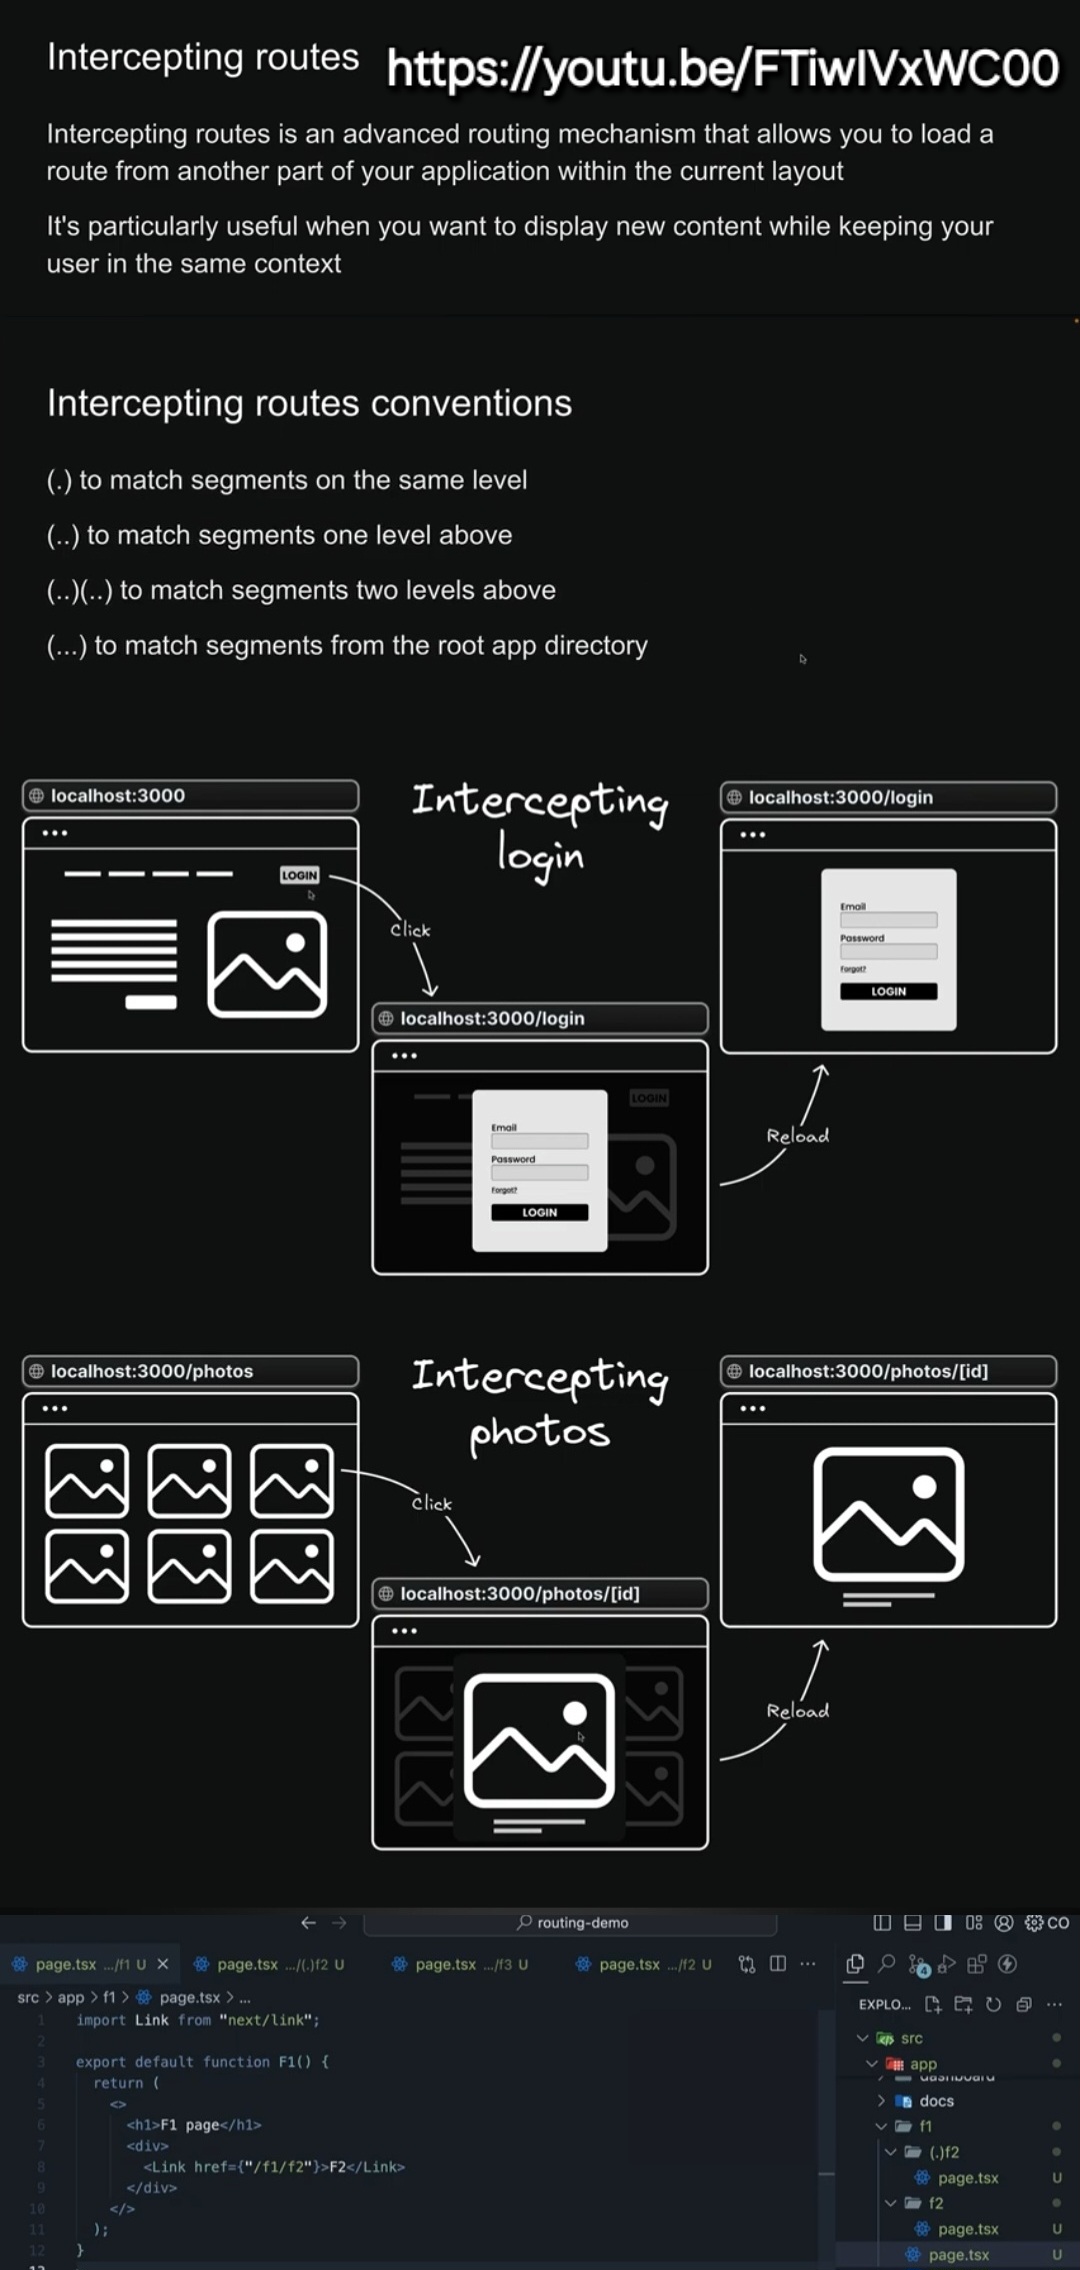 Intercepting routes
https://youtu.be/FTiwlVxWC00
Intercepting routes is an advanced routing mechanism that allows you to load a
route from another part of your application within the current layout
It's particularly useful when you want to display new content while keeping your
user in the same context
Intercepting routes conventions
(.) to match segments on the same level
(..) to match segments one level above
(..)(..) to match segments two levels above
(...) to match segments from the root app directory
localhost:3000
LOGIN
Intercepting
login
Click
localhost:3000/login
LOGIN
Email
Password
Forgot?
LOGIN
Reload
localhost:3000/login
Email
Password
Forgot?
LOGIN
localhost:3000/photos
Intercepting
photos
Click
localhost:3000/photos/[id]
Reload
localhost:3000/photos/[id]
routing-demo
CO
page.tsx .../f1 U
page.tsx .../(.)f2 U
page.tsx .../f3 U
page.tsx .../f2 U
src > app > f1 > page.tsx > ...
1 import Link from "next/link";
2
3 export default function F1() {
4 return (
5 <>
6 <h1>F1 page</h1>
7 <div>
8 <Link href={"/f1/f2"}>F2</Link>
9 </div>
10 </>
11 );
12 }
4
EXPLO...
src
app
dashboard
docs
f1
(.)f2
page.tsx U
f2
page.tsx U
page.tsx U